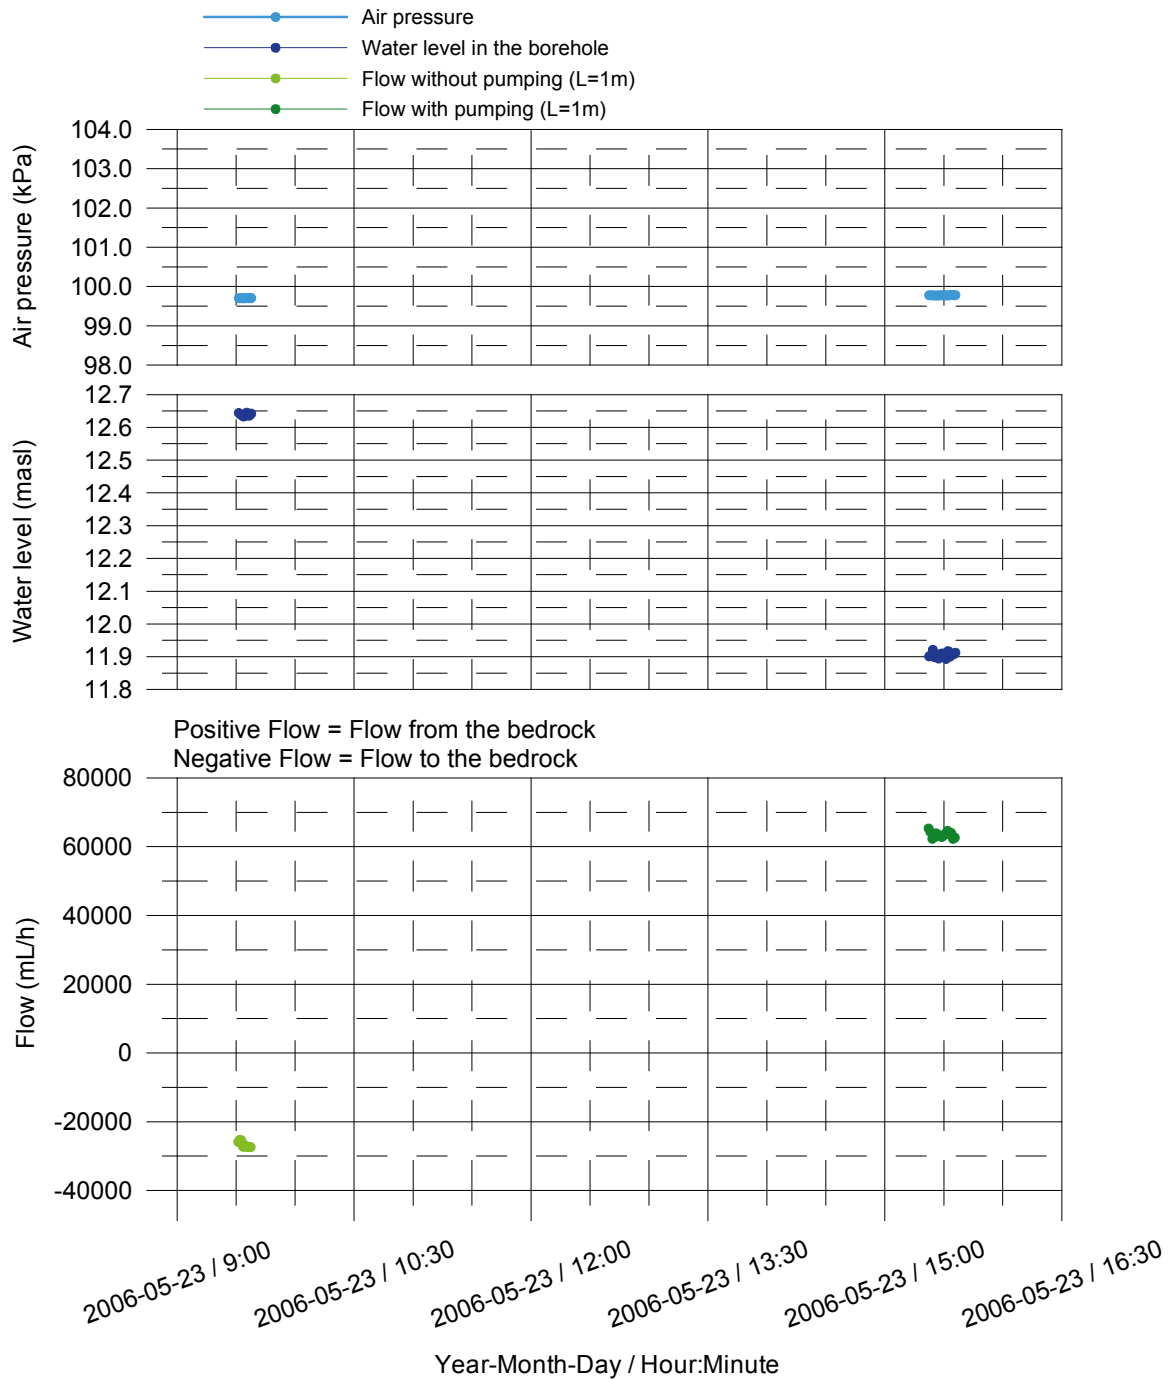 Air pressure
Water level in the borehole
Flow without pumping (L=1m)
Flow with pumping (L=1m)
Air pressure (kPa)
104.0
103.0
102.0
101.0
100.0
99.0
98.0
Water level (masl)
12.7
12.6
12.5
12.4
12.3
12.2
12.1
12.0
11.9
11.8
Positive Flow = Flow from the bedrock
Negative Flow = Flow to the bedrock
Flow (mL/h)
80000
60000
40000
20000
0
-20000
-40000
2006-05-23 / 9:00
2006-05-23 / 10:30
2006-05-23 / 12:00
2006-05-23 / 13:30
2006-05-23 / 15:00
2006-05-23 / 16:30
Year-Month-Day / Hour:Minute